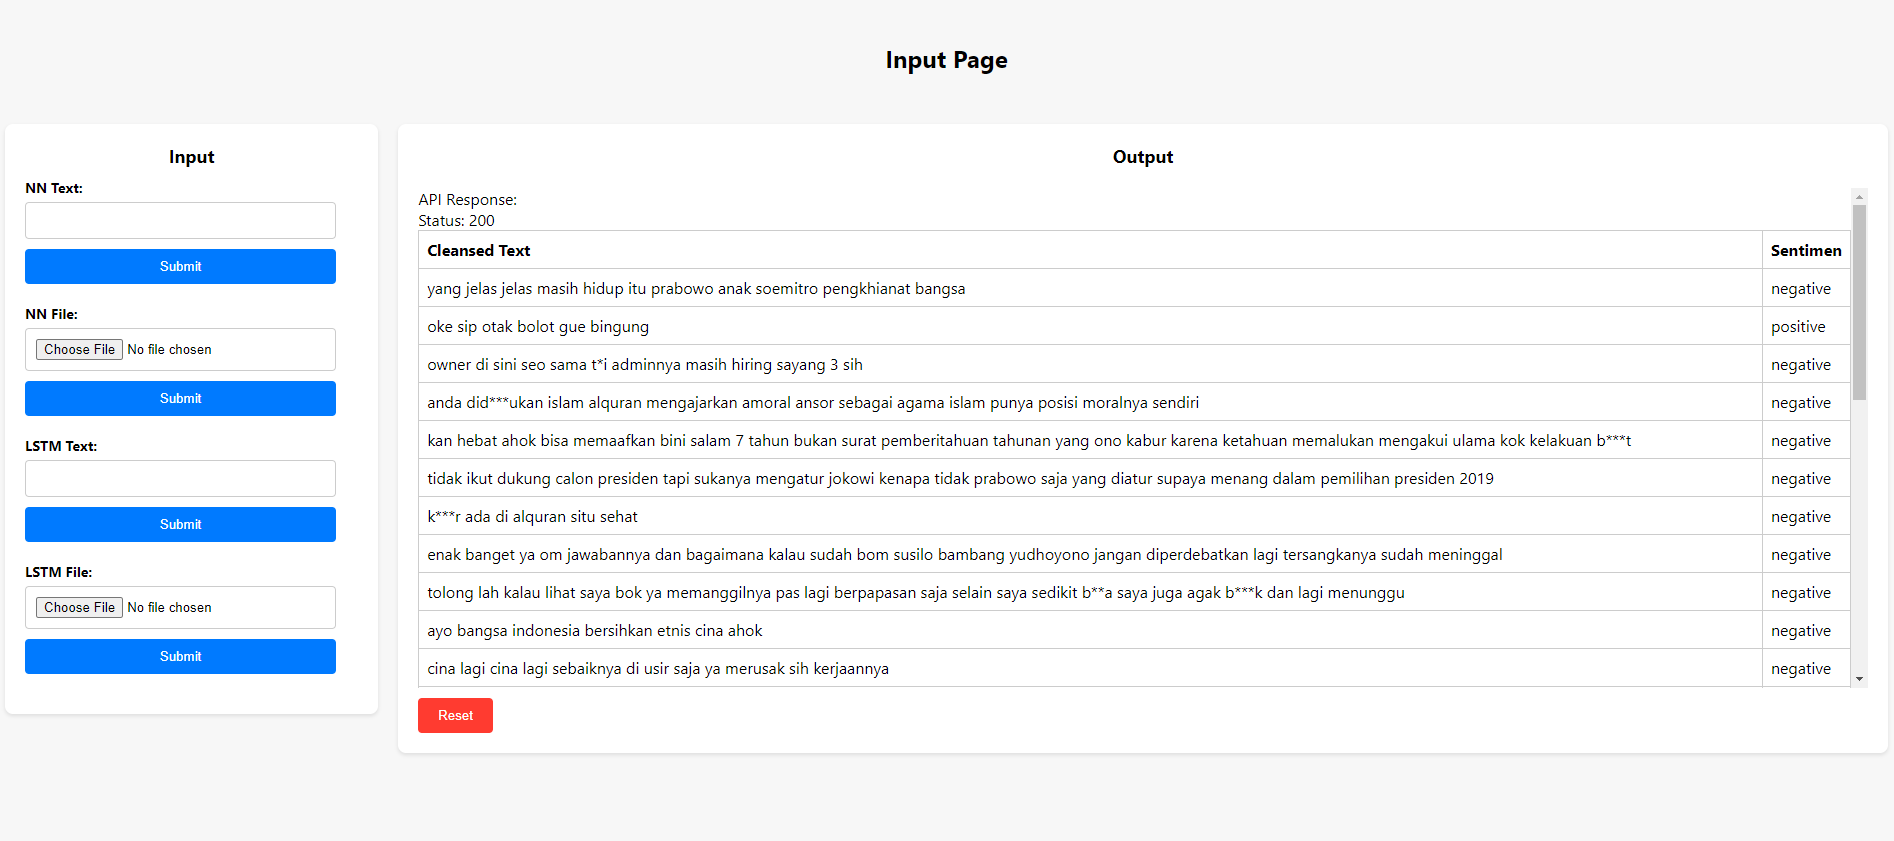 Input Page
Input
NN Text:
Submit
NN File:
Choose File No file chosen
Submit
LSTM Text:
Submit
LSTM File:
Choose File No file chosen
Submit
Output
API Response:
Status: 200
Cleansed Text Sentimen
yang jelas jelas masih hidup itu prabowo anak soemitro pengkhianat bangsa negative
oke sip otak bolot gue bingung positive
owner di sini seo sama t*i adminnya masih hiring sayang 3 sih negative
anda did***ukan islam alquran mengajarkan amoral ansor sebagai agama islam punya posisi moralnya sendiri negative
kan hebat ahok bisa memaafkan bini salam 7 tahun bukan surat pemberitahuan tahunan yang ono kabur karena ketahuan memalukan mengakui ulama kok kelakuan b***t negative
tidak ikut dukung calon presiden tapi sukanya mengatur jokowi kenapa tidak prabowo saja yang diatur supaya menang dalam pemilihan presiden 2019 negative
k***r ada di alquran situ sehat negative
enak banget ya om jawabannya dan bagaimana kalau sudah bom susilo bambang yudhoyono jangan diperdebatkan lagi tersangkanya sudah meninggal negative
tolong lah kalau lihat saya bok ya memanggilnya pas lagi berpapasan saja selain saya sedikit b**a saya juga agak b***k dan lagi menunggu negative
ayo bangsa indonesia bersihkan etnis cina ahok negative
cina lagi cina lagi sebaiknya di usir saja ya merusak sih kerjaannya negative
Reset